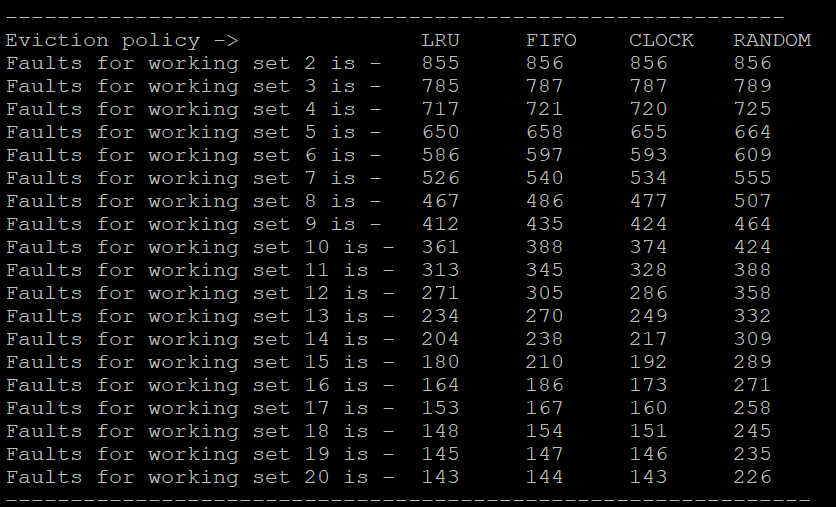 ------------------------------------------------------------
Eviction policy -> LRU FIFO CLOCK RANDOM
Faults for working set 2 is - 855 856 856 856
Faults for working set 3 is - 785 787 787 789
Faults for working set 4 is - 717 721 720 725
Faults for working set 5 is - 650 658 655 664
Faults for working set 6 is - 586 597 593 609
Faults for working set 7 is - 526 540 534 555
Faults for working set 8 is - 467 486 477 507
Faults for working set 9 is - 412 435 424 464
Faults for working set 10 is - 361 388 374 424
Faults for working set 11 is - 313 345 328 388
Faults for working set 12 is - 271 305 286 358
Faults for working set 13 is - 234 270 249 332
Faults for working set 14 is - 204 238 217 309
Faults for working set 15 is - 180 210 192 289
Faults for working set 16 is - 164 186 173 271
Faults for working set 17 is - 153 167 160 258
Faults for working set 18 is - 148 154 151 245
Faults for working set 19 is - 145 147 146 235
Faults for working set 20 is - 143 144 143 226
--------------------------------------------------------------